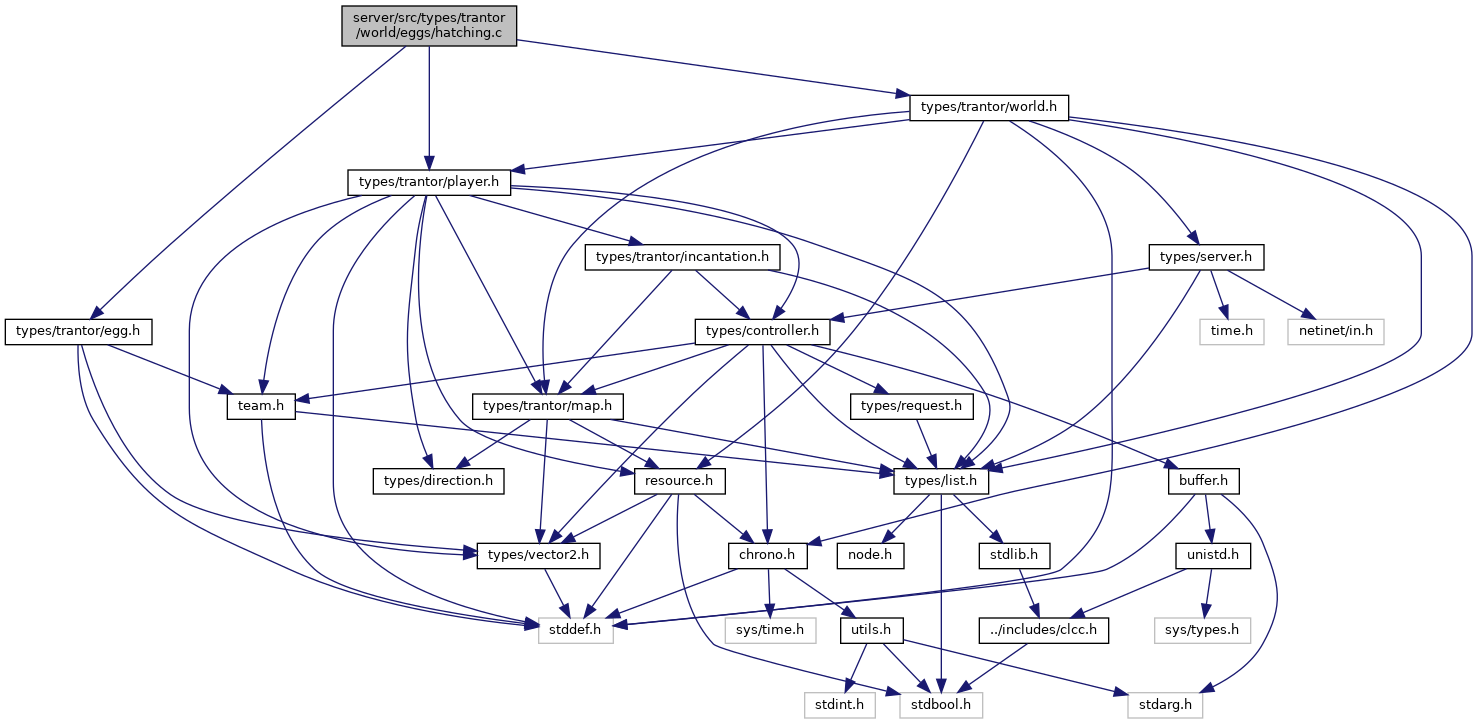 server/src/types/trantor
/world/eggs/hatching.c
types/trantor/world.h
types/trantor/player.h
types/trantor/incantation.h
types/server.h
types/trantor/egg.h
types/controller.h
time.h
netinet/in.h
team.h
types/trantor/map.h
types/request.h
types/direction.h
resource.h
types/list.h
buffer.h
types/vector2.h
chrono.h
node.h
stdlib.h
unistd.h
stddef.h
sys/time.h
utils.h
../includes/clcc.h
sys/types.h
stdint.h
stdbool.h
stdarg.h